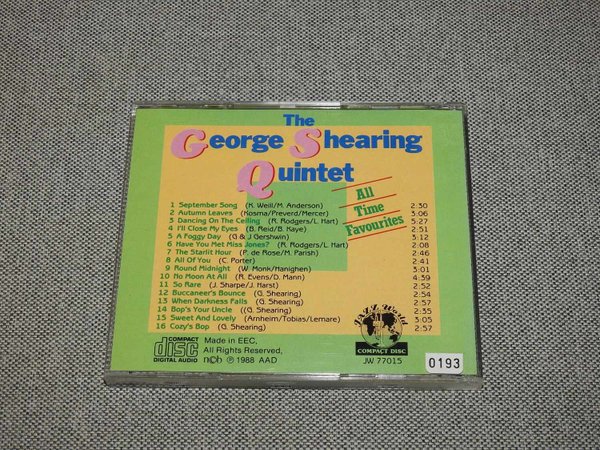 The
George Shearing
Quintet
All
Time
Favourites
1 September Song (K. Weill/M. Anderson) 2:30
2 Autumn Leaves (Kosma/Preverd/Mercer) 3:06
3 Dancing On The Ceiling (R. Rodgers/L. Hart) 5:27
4 I'll Close My Eyes (B. Reid/B. Kaye) 2:51
5 A Foggy Day (G & J Gershwin) 3:12
6 Have You Met Miss Jones? (R. Rodgers/L. Hart) 2:08
7 The Starlit Hour (P. de Rose/M. Parish) 2:46
8 All Of You (C. Porter) 2:41
9 Round Midnight (W. Monk/Hanighen) 3:01
10 No Moon At All (R. Evens/D. Mann) 4:59
11 So Rare (J. Sharpe/J. Harst) 2:52
12 Buccaneer's Bounce (G. Shearing) 2:54
13 When Darkness Falls (G. Shearing) 2:57
14 Bop's Your Uncle ((G. Shearing) 2:35
15 Sweet And Lovely (Arnheim/Tobias/Lemare) 3:05
16 Cozy's Bop (G. Shearing) 2:57
COMPACT
disc
DIGITAL AUDIO
Made in EEC,
All Rights Reserved,
ncb ℗ 1988 AAD
JAZZ World
COMPACT DISC
JW 77015
0193